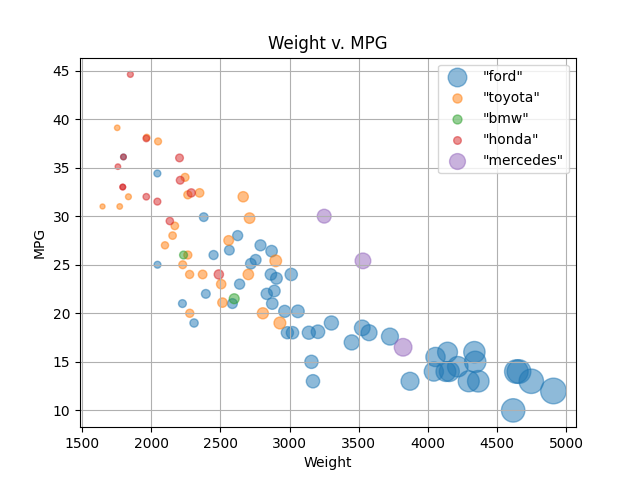 Weight v. MPG
45
40
35
30
25
20
15
10
MPG
"ford"
"toyota"
"bmw"
"honda"
"mercedes"
1500 2000 2500 3000 3500 4000 4500 5000
Weight